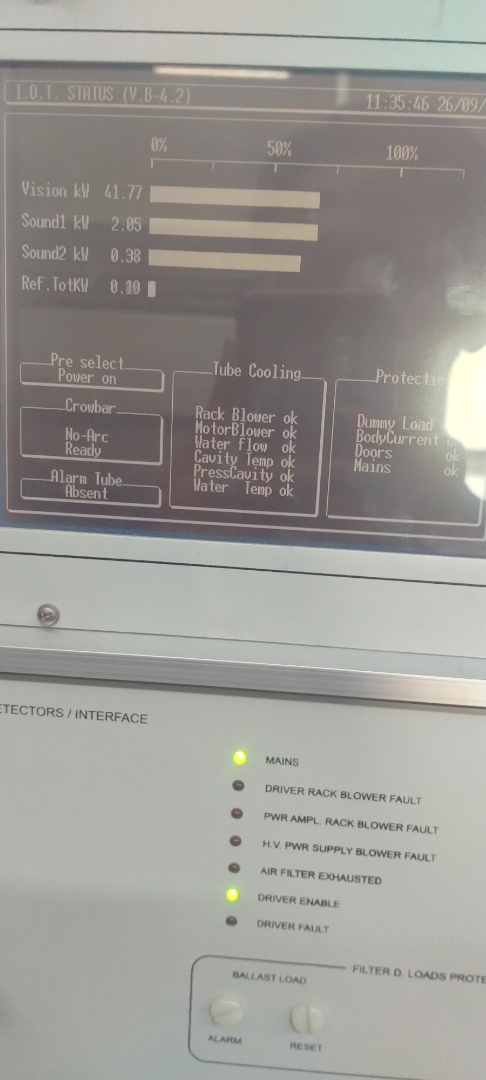 I.O.T. STATUS (V.B-4.2) 11:35:46 26/09/
0% 50% 100%
Vision kW 41.77
Sound1 kW 2.05
Sound2 kW 0.38
Ref.TotKW
Pre select
Power on
Crowbar
No-Arc
Ready
Alarm Tube
Absent
Tube Cooling
Rack Blower ok
MotorBlower ok
Water flow ok
Cavity Temp ok
PressCavity ok
Water Temp ok
Protectio
Dummy Load
BodyCurrent
Doors ok
Mains ok
ETECTORS / INTERFACE
MAINS
DRIVER RACK BLOWER FAULT
PWR AMPL. RACK BLOWER FAULT
H.V. PWR SUPPLY BLOWER FAULT
AIR FILTER EXHAUSTED
DRIVER ENABLE
DRIVER FAULT
FILTER D. LOADS PROTE
BALLAST LOAD
ALARM RESET